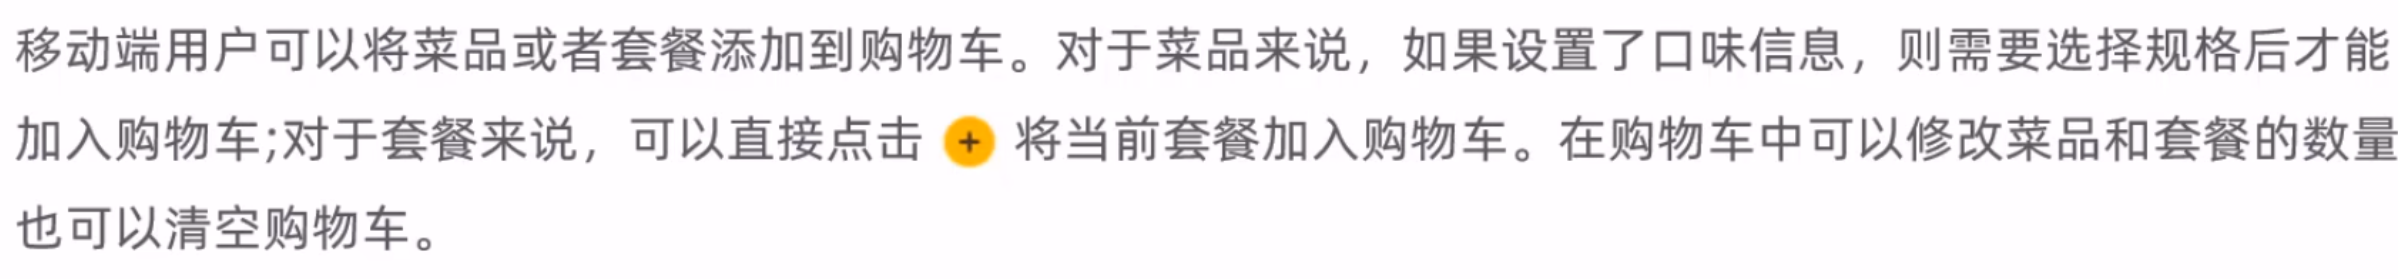 移动端用户可以将菜品或者套餐添加到购物车。对于菜品来说，如果设置了口味信息，则需要选择规格后才能
加入购物车;对于套餐来说，可以直接点击 + 将当前套餐加入购物车。在购物车中可以修改菜品和套餐的数量
也可以清空购物车。